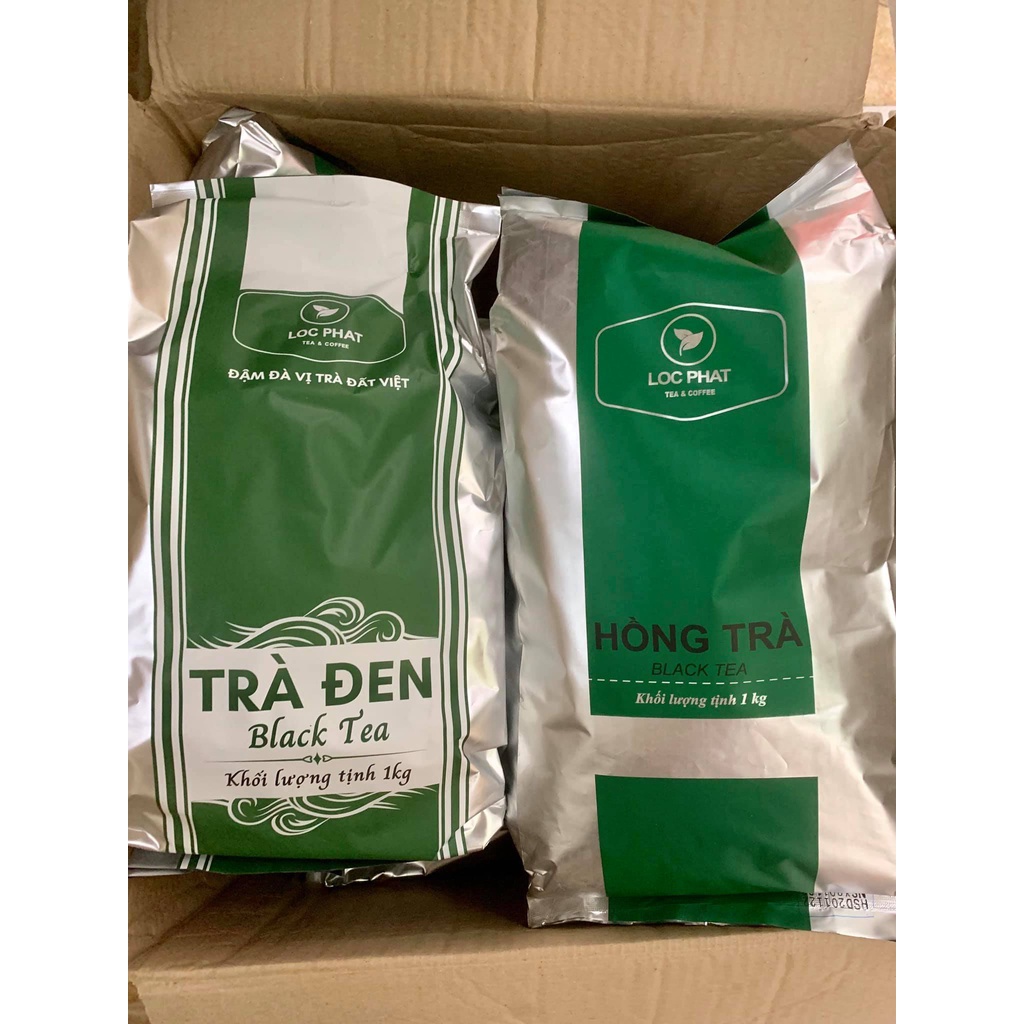 LOC PHAT
TEA & COFFEE
ĐẬM ĐÀ VỊ TRÀ ĐẤT VIỆT
TRÀ ĐEN
Black Tea
Khối lượng tịnh 1kg
LOC PHAT
TEA & COFFEE
HỒNG TRÀ
BLACK TEA
Khối lượng tịnh 1 kg